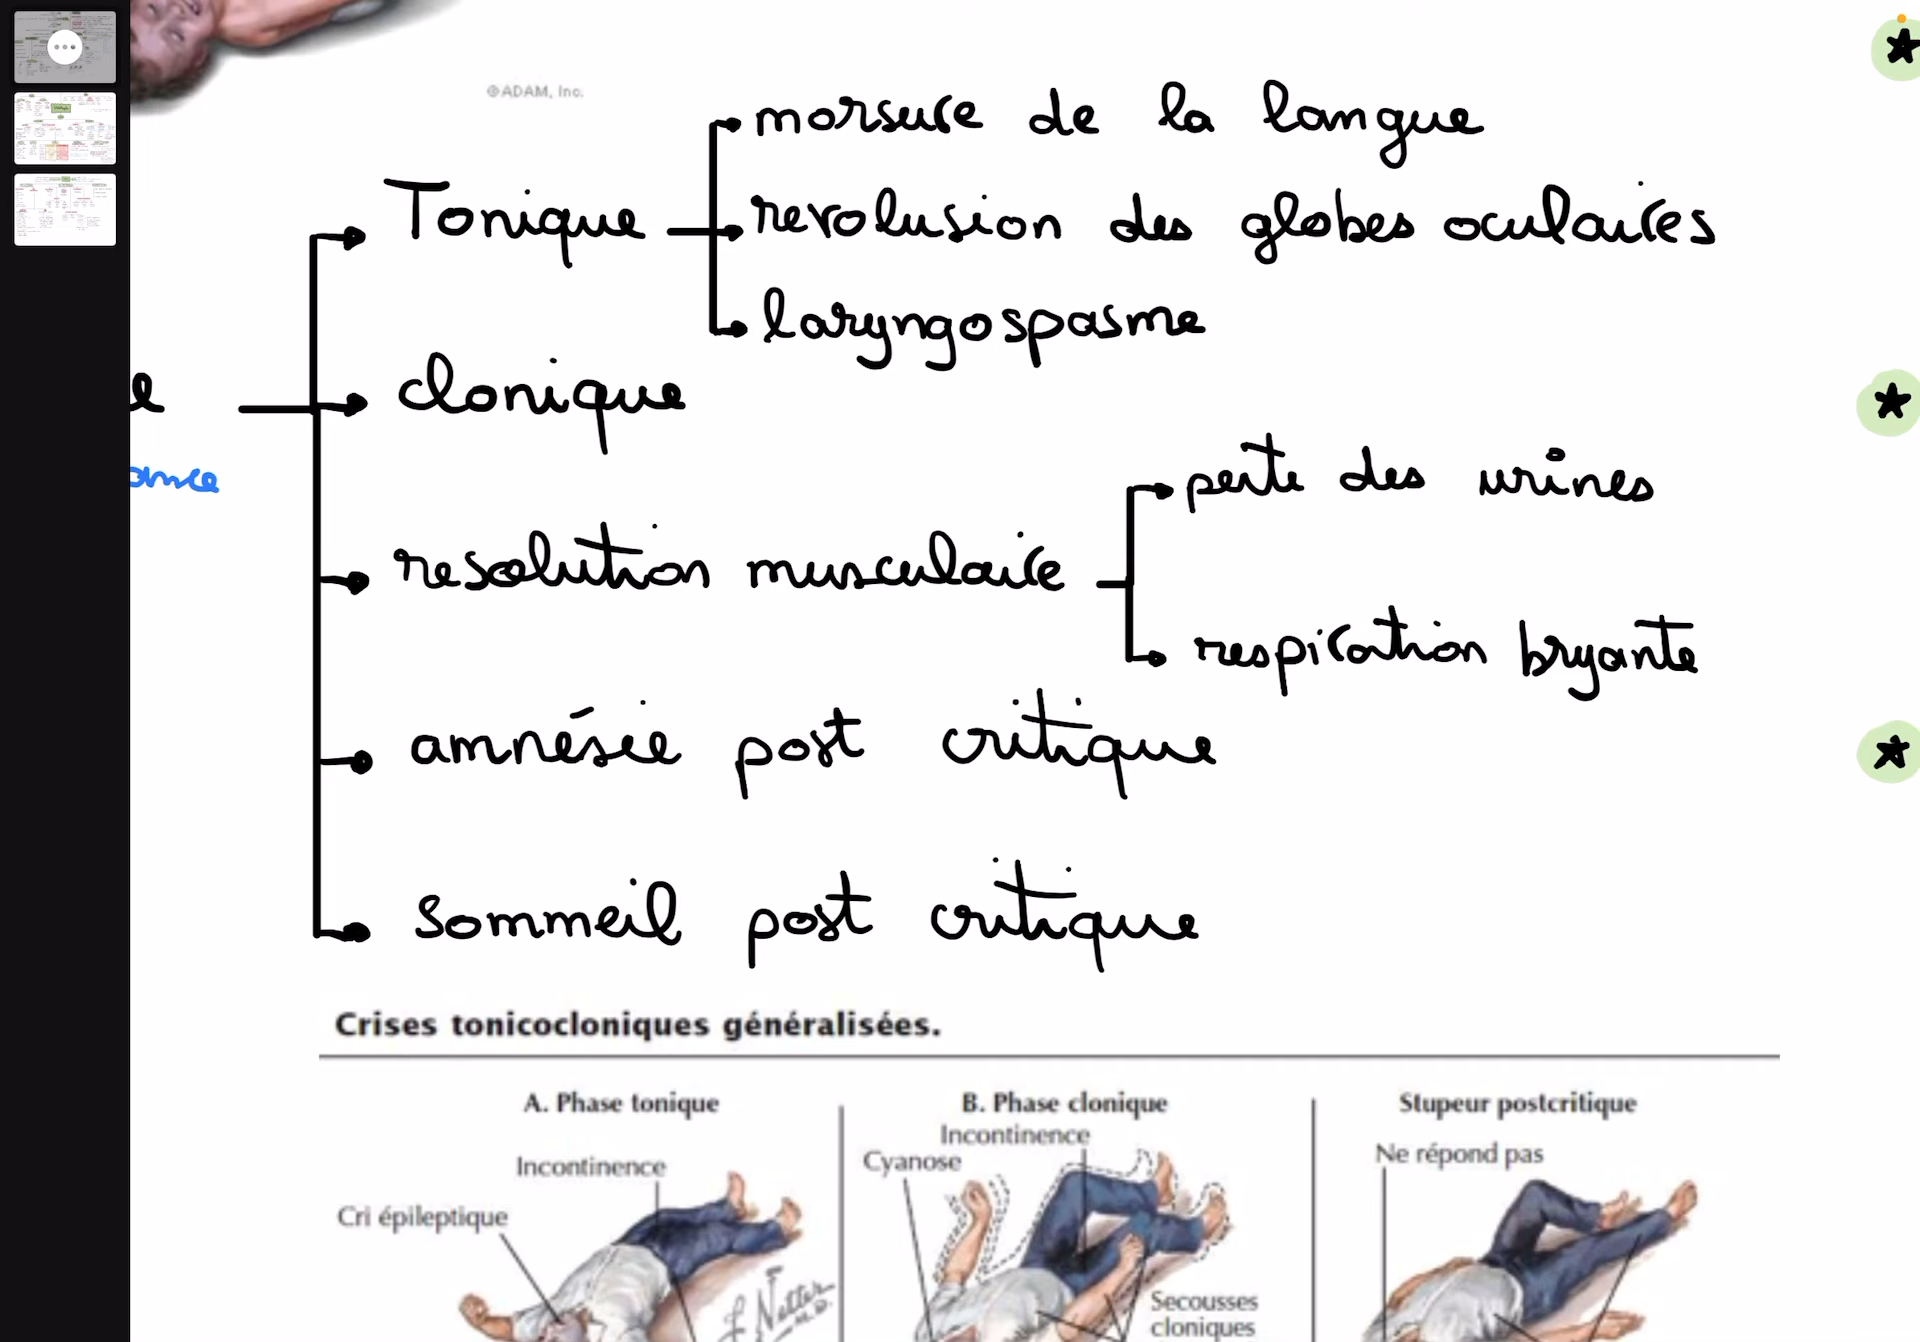 ©ADAM, Inc.
morsure de la langue
Tonique
revolusion des globes oculaires
laryngospasme
clonique
perte des urines
resolution musculaire
respiration bryante
amnésie post critique
sommeil post critique
Crises tonicocloniques généralisées.
A. Phase tonique
B. Phase clonique
Stupeur postcritique
Incontinence
Cyanose
Ne répond pas
Incontinence
Cri épileptique
F. Netter
M.D.
Secousses
cloniques